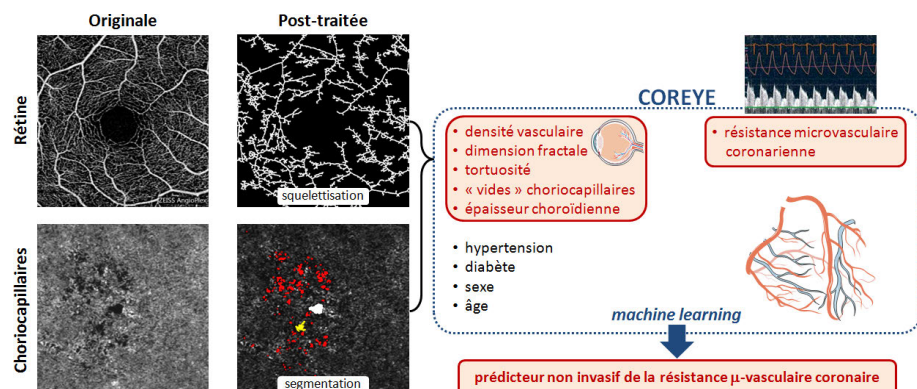 Originale
Post-traitée
Rétine
ZEISS AngioPlex
squelettisation
Choriocapillaires
segmentation
COREYE
• densité vasculaire
• dimension fractale
• tortuosité
• « vides » choriocapillaires
• épaisseur choroïdienne
• hypertension
• diabète
• sexe
• âge
• résistance microvasculaire
coronarienne
machine learning
prédicteur non invasif de la résistance µ-vasculaire coronaire